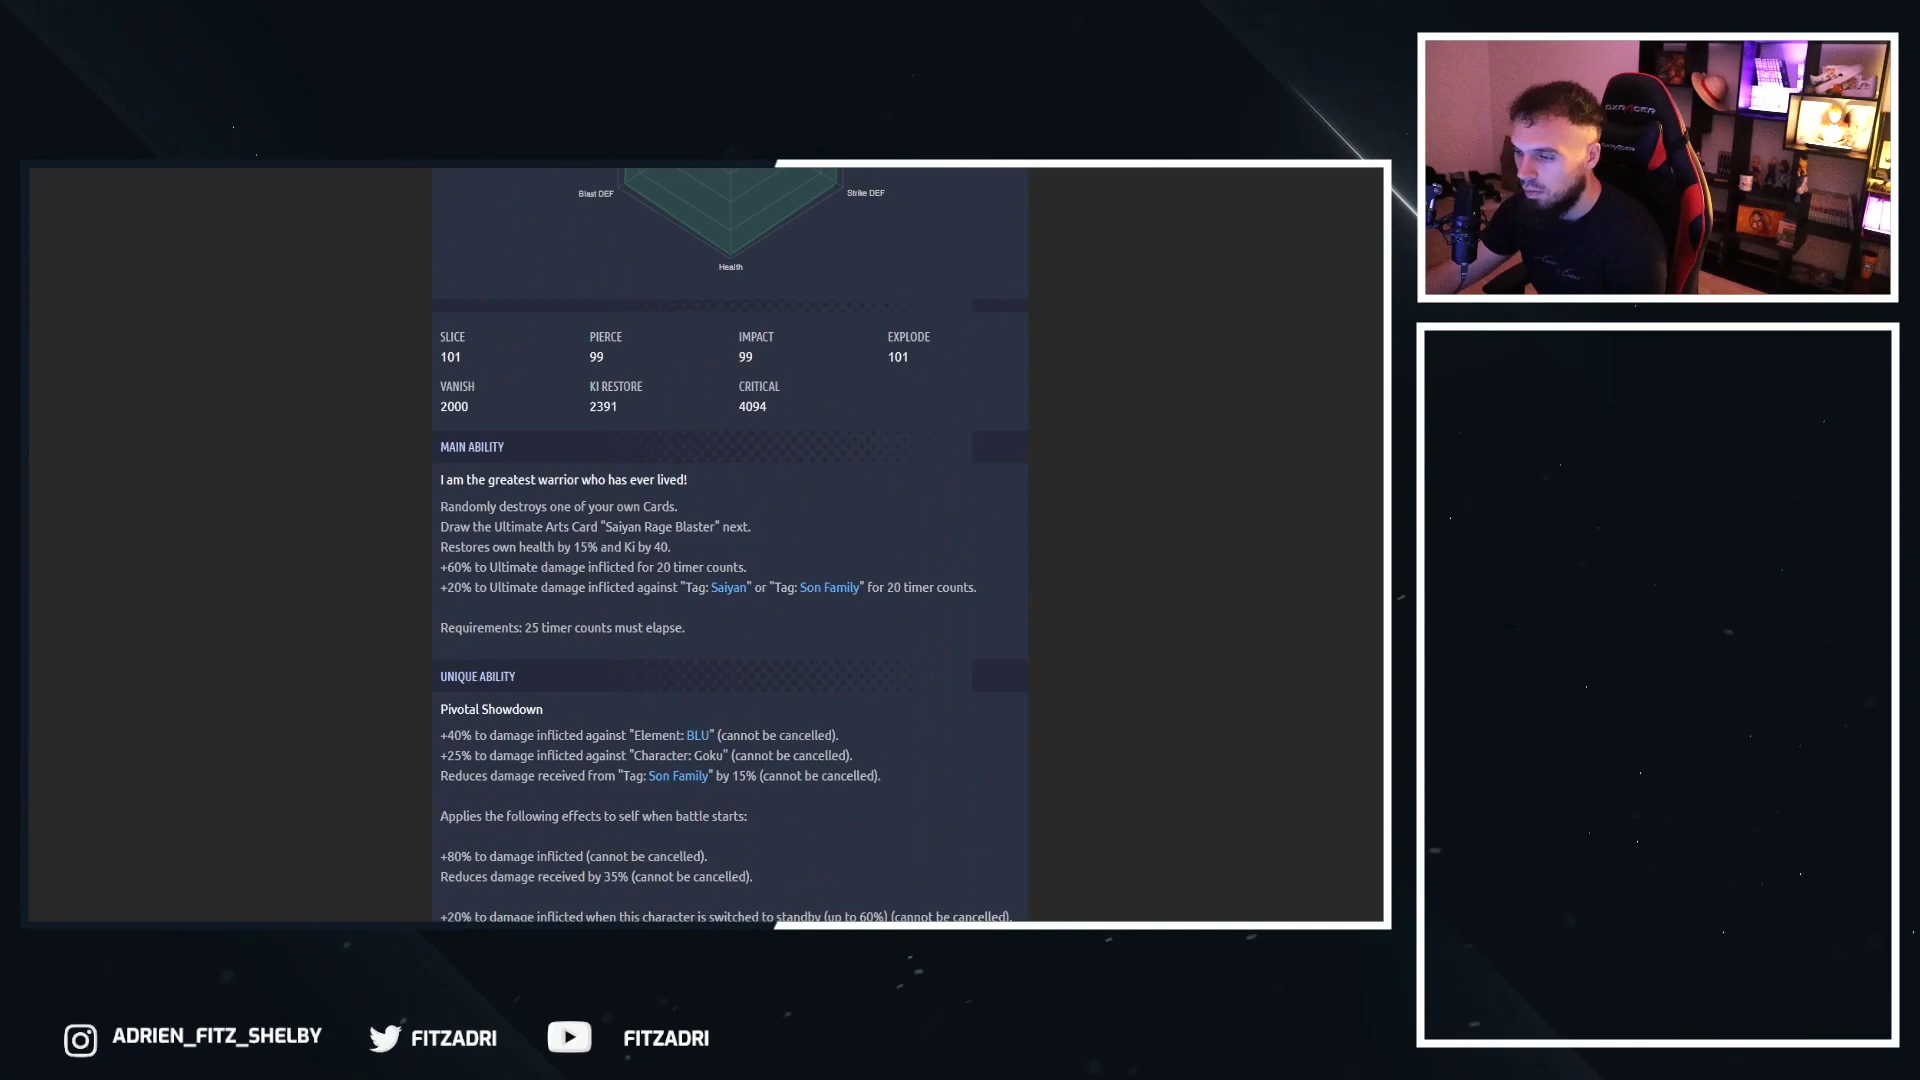 DXRACER
Blast DEF
Strike DEF
Health
SLICE
PIERCE
IMPACT
EXPLODE
101
99
99
101
VANISH
KI RESTORE
CRITICAL
2000
2391
4094
MAIN ABILITY
I am the greatest warrior who has ever lived!
Randomly destroys one of your own Cards.
Draw the Ultimate Arts Card "Saiyan Rage Blaster" next.
Restores own health by 15% and Ki by 40.
+60% to Ultimate damage inflicted for 20 timer counts.
+20% to Ultimate damage inflicted against "Tag: Saiyan" or "Tag: Son Family" for 20 timer counts.
Requirements: 25 timer counts must elapse.
UNIQUE ABILITY
Pivotal Showdown
+40% to damage inflicted against "Element: BLU" (cannot be cancelled).
+25% to damage inflicted against "Character: Goku" (cannot be cancelled).
Reduces damage received from "Tag: Son Family" by 15% (cannot be cancelled).
Applies the following effects to self when battle starts:
+80% to damage inflicted (cannot be cancelled).
Reduces damage received by 35% (cannot be cancelled).
+20% to damage inflicted when this character is switched to standby (up to 60%) (cannot be cancelled).
ADRIEN_FITZ_SHELBY
FITZADRI
FITZADRI